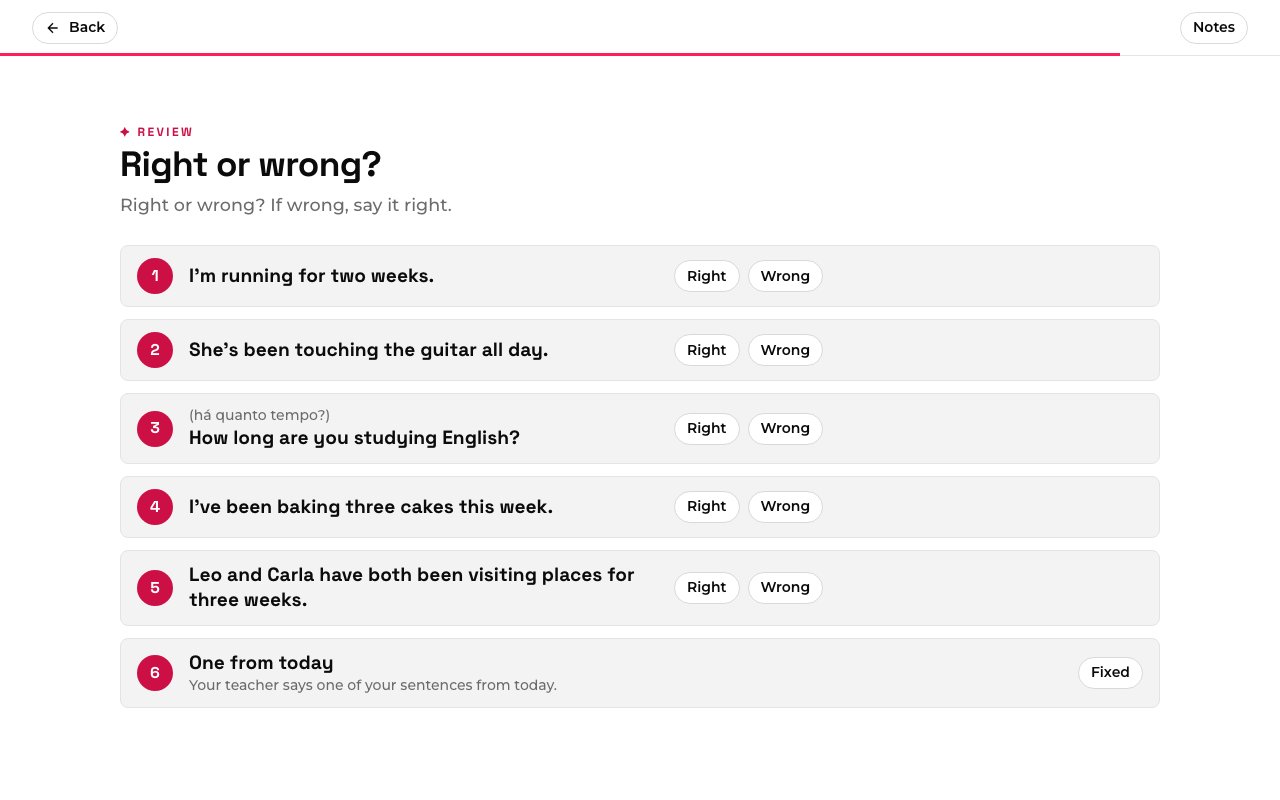 Back
Notes
REVIEW
Right or wrong?
Right or wrong? If wrong, say it right.
1 I’m running for two weeks. Right Wrong
2 She’s been touching the guitar all day. Right Wrong
(há quanto tempo?)
3 How long are you studying English? Right Wrong
4 I’ve been baking three cakes this week. Right Wrong
5 Leo and Carla have both been visiting places for
three weeks. Right Wrong
6 One from today
Your teacher says one of your sentences from today. Fixed